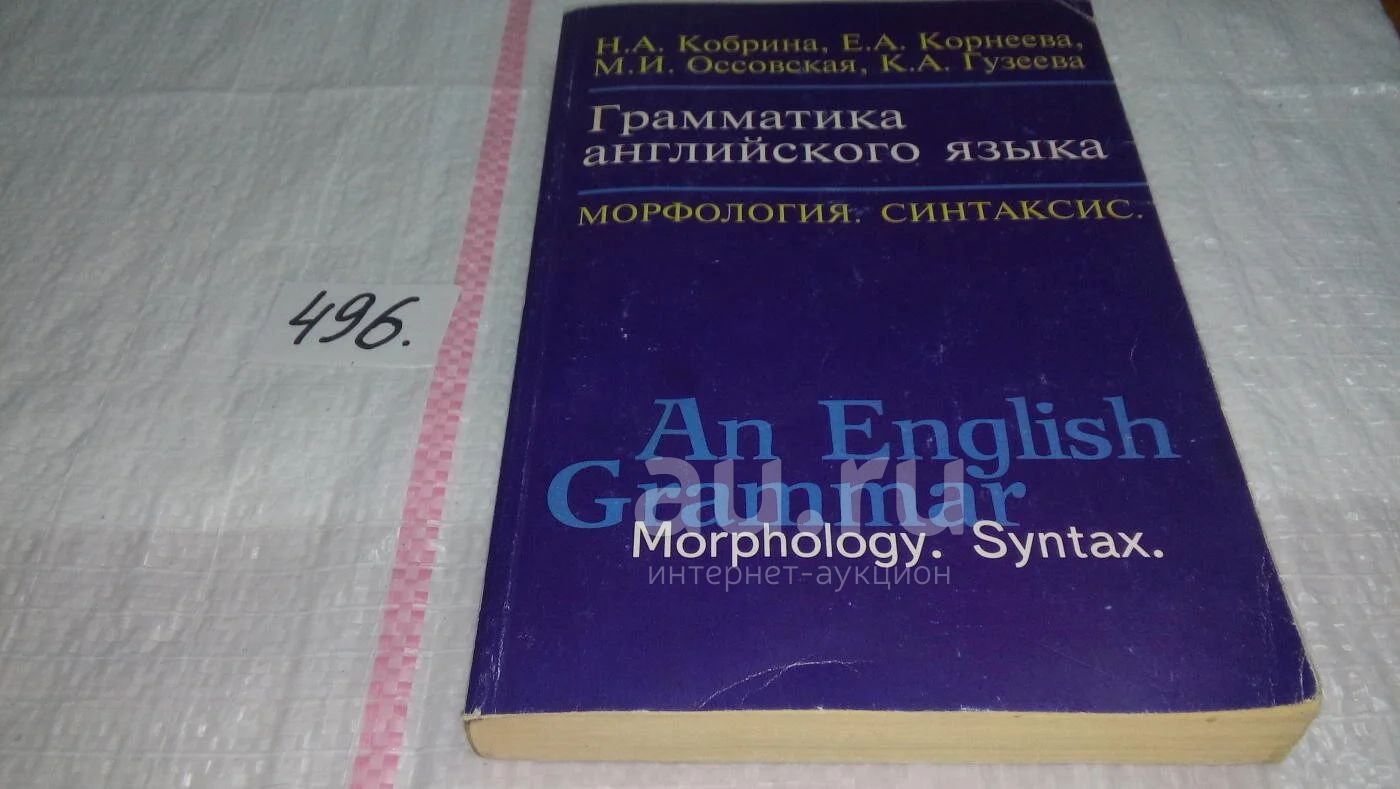 Н.А. Кобрина, Е.А. Корнеева,
М.И. Оссовская, К.А. Гузеева
Грамматика
английского языка
МОРФОЛОГИЯ. СИНТАКСИС.
496.
An English
Grammar
au.ru
Morphology. Syntax.
интернет-аукцион